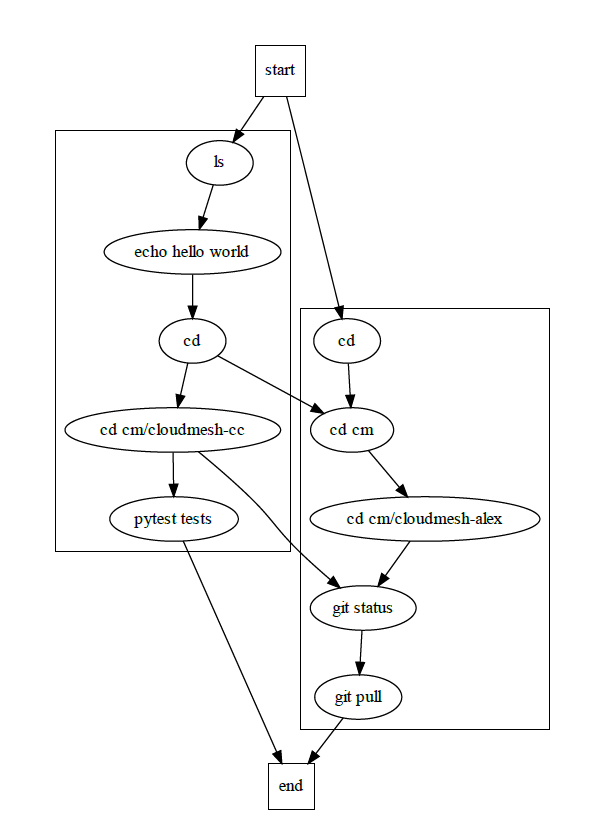 start
ls
echo hello world
cd
cd cm/cloudmesh-cc
pytest tests
cd
cd cm
cd cm/cloudmesh-alex
git status
git pull
end